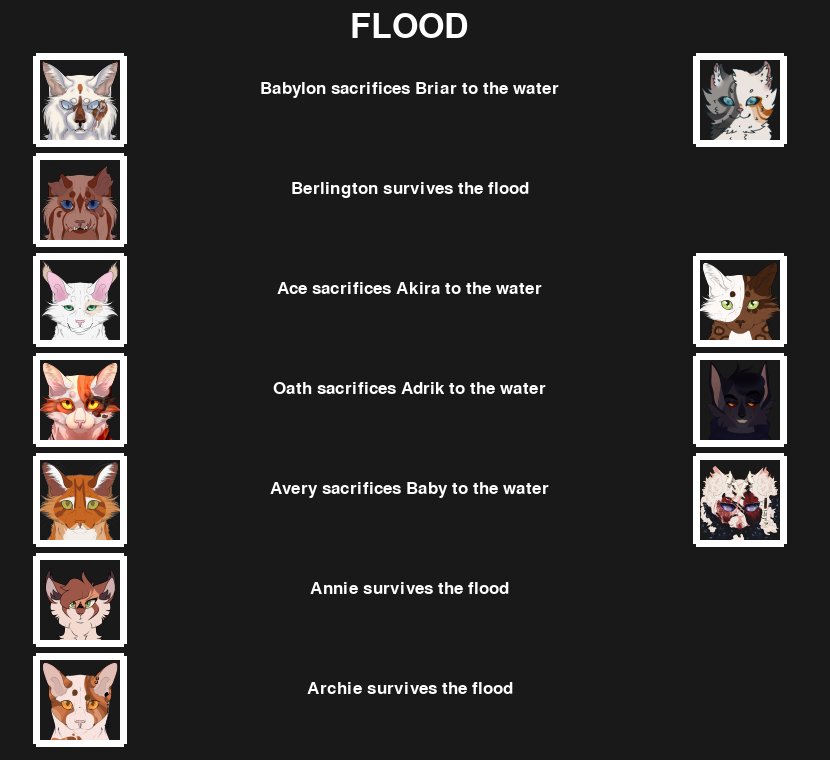 FLOOD
Babylon sacrifices Briar to the water
Berlington survives the flood
Ace sacrifices Akira to the water
Oath sacrifices Adrik to the water
Avery sacrifices Baby to the water
Annie survives the flood
Archie survives the flood